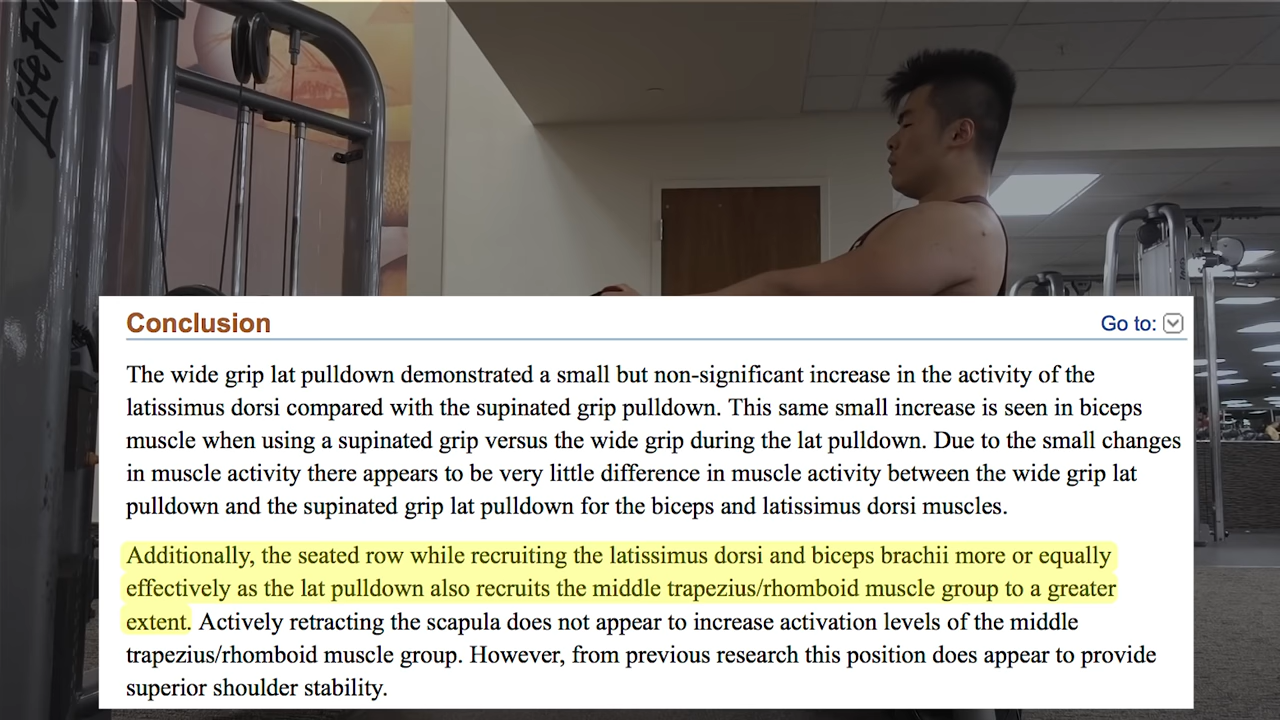 Life Fit
Conclusion
Go to:
The wide grip lat pulldown demonstrated a small but non-significant increase in the activity of the
latissimus dorsi compared with the supinated grip pulldown. This same small increase is seen in biceps
muscle when using a supinated grip versus the wide grip during the lat pulldown. Due to the small changes
in muscle activity there appears to be very little difference in muscle activity between the wide grip lat
pulldown and the supinated grip lat pulldown for the biceps and latissimus dorsi muscles.
Additionally, the seated row while recruiting the latissimus dorsi and biceps brachii more or equally
effectively as the lat pulldown also recruits the middle trapezius/rhomboid muscle group to a greater
extent. Actively retracting the scapula does not appear to increase activation levels of the middle
trapezius/rhomboid muscle group. However, from previous research this position does appear to provide
superior shoulder stability.